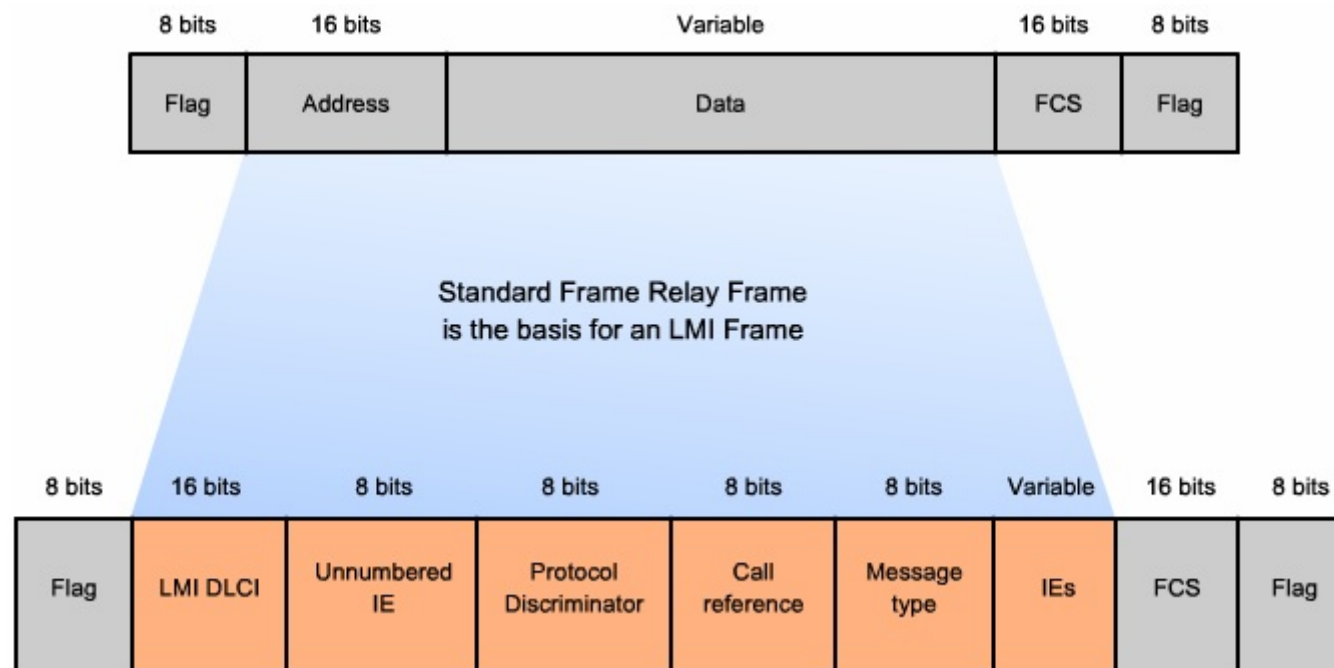 8 bits 16 bits Variable 16 bits 8 bits
Flag Address Data FCS Flag
Standard Frame Relay Frame
is the basis for an LMI Frame
8 bits 16 bits 8 bits 8 bits 8 bits 8 bits Variable 16 bits 8 bits
Flag
LMI DLCI
Unnumbered
IE
Protocol
Discriminator
Call
reference
Message
type
IEs
FCS
Flag